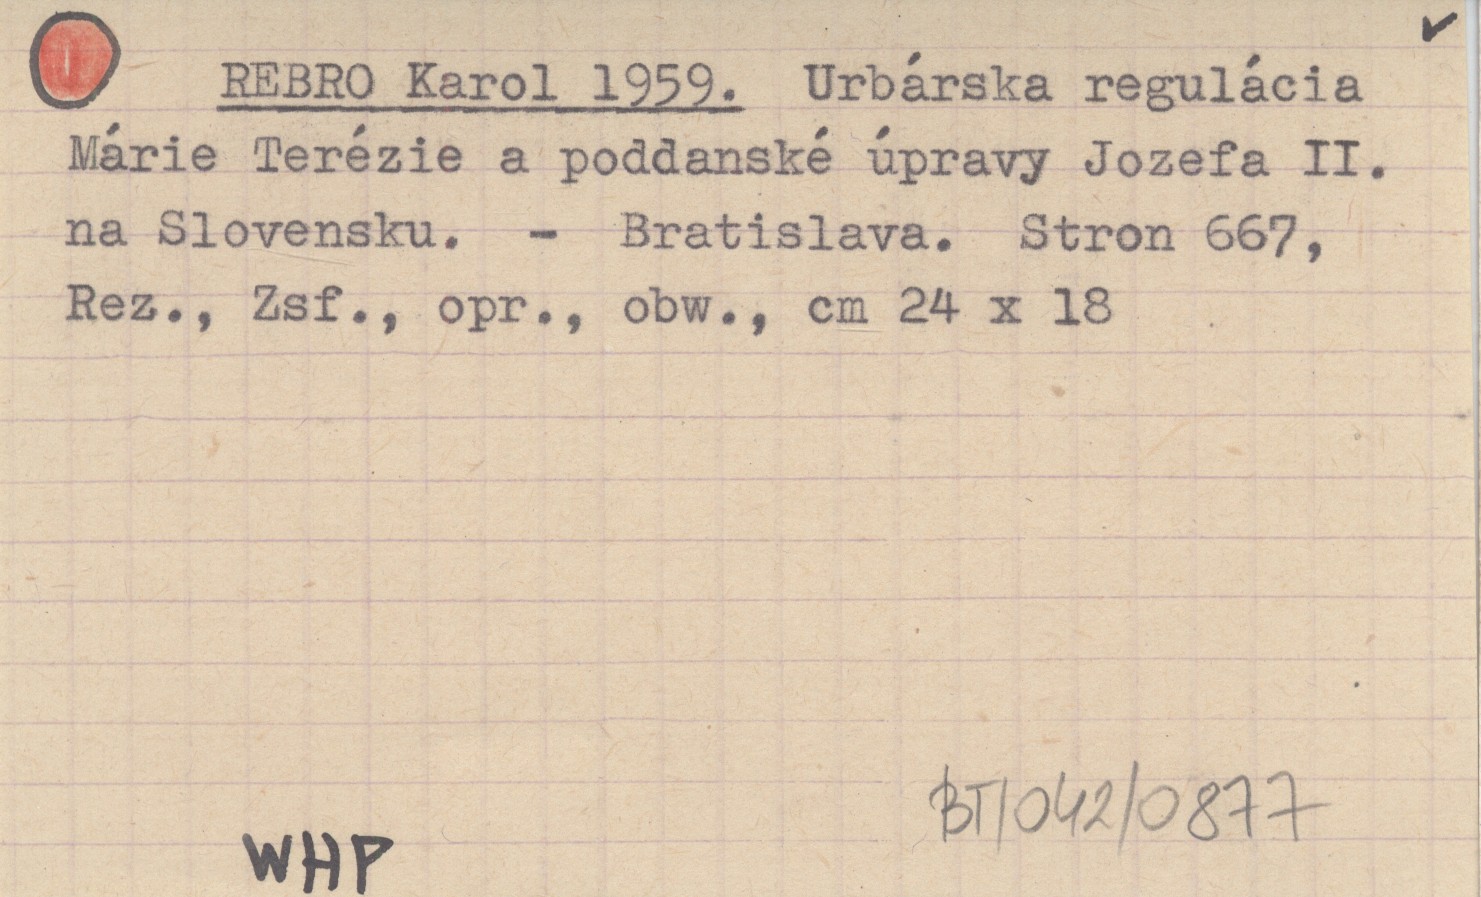 REBRO Karol 1959. Urbárska regulácia
Márie Terézie a poddanské úpravy Jozefa II.
na Slovensku. - Bratislava. Stron 667,
Rez., Zsf., opr., obw., cm 24 x 18
BT/042/0877
WHP